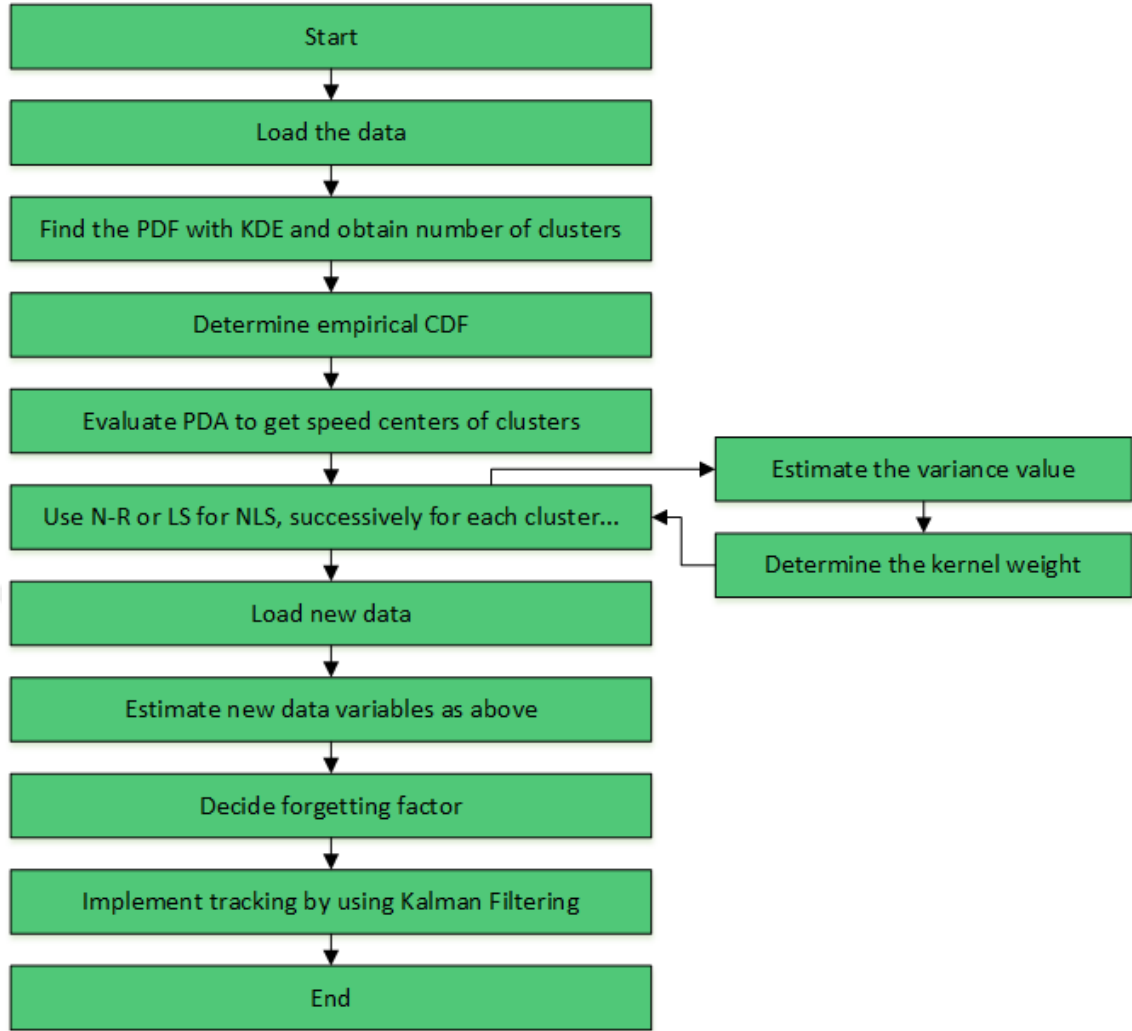 Start
Load the data
Find the PDF with KDE and obtain number of clusters
Determine empirical CDF
Evaluate PDA to get speed centers of clusters
Use N-R or LS for NLS, successively for each cluster...
Estimate the variance value
Determine the kernel weight
Load new data
Estimate new data variables as above
Decide forgetting factor
Implement tracking by using Kalman Filtering
End